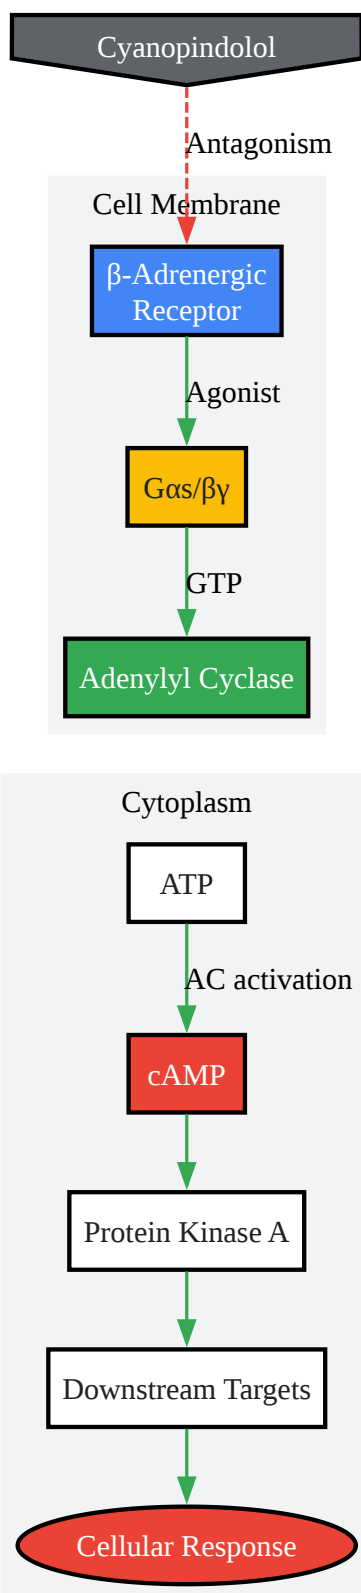 Cyanopindolol
Antagonism
Cell Membrane
β-Adrenergic
Receptor
Agonist
Gαs/βγ
GTP
Adenylyl Cyclase
Cytoplasm
ATP
AC activation
cAMP
Protein Kinase A
Downstream Targets
Cellular Response